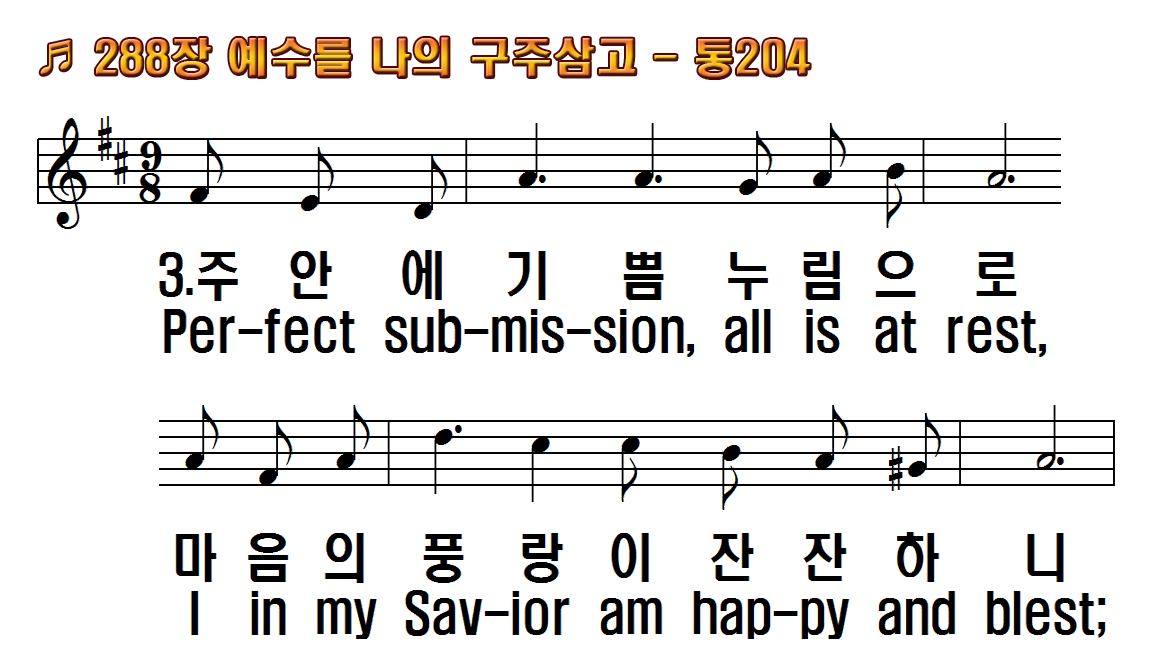 ♬ 288장 예수를 나의 구주삼고 - 통204
9
8
3.주 안 에 기 쁨 누 림 으 로
Per-fect sub-mis-sion, all is at rest,
마 음 의 풍 랑 이 잔 잔 하 니
I in my Sav-ior am hap-py and blest;